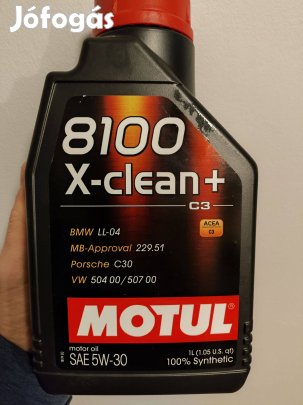 Jófogás
8100
X-clean+
C3
ACEA
C3
BMW LL-04
MB-Approval 229.51
Porsche C30
VW 504 00/507 00
MOTUL
motor oil
SAE 5W-30
1L (1.05 U.S. qt)
100% Synthetic